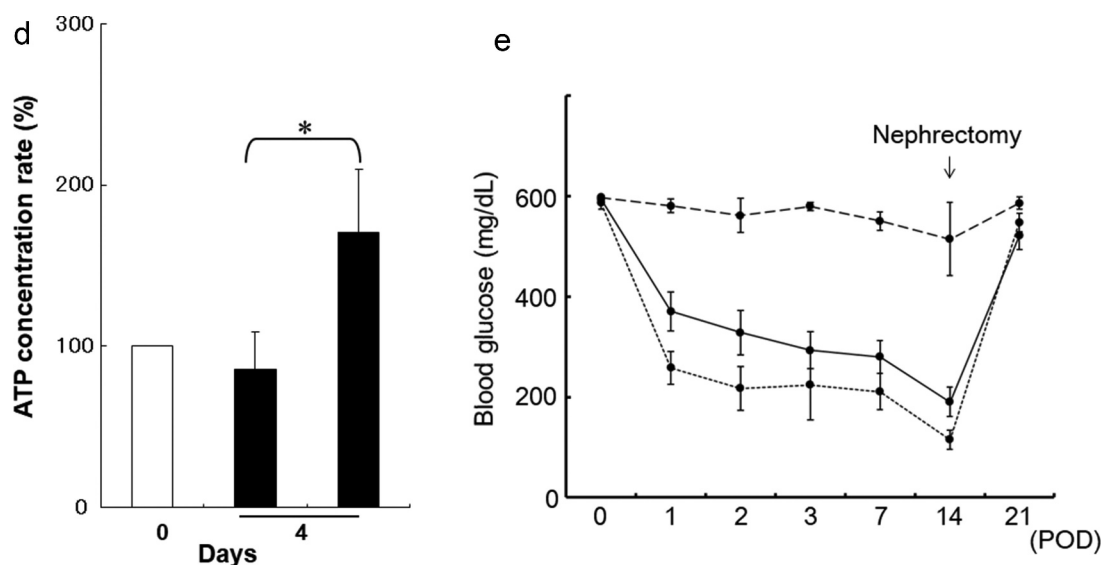 d
300
200
100
0
ATP concentration rate (%)
*
0
4
Days
e
Nephrectomy
↓
Blood glucose (mg/dL)
600
400
200
0
0 1 2 3 7 14 21
(POD)